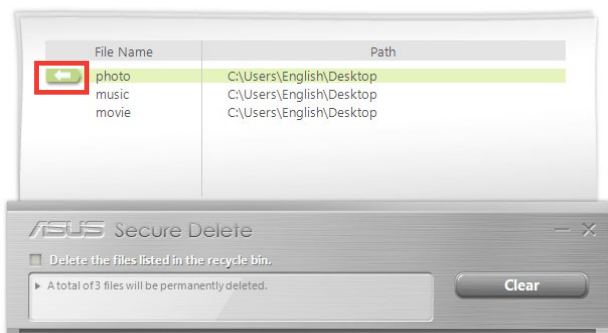 File Name Path
photo C:\Users\English\Desktop
music C:\Users\English\Desktop
movie C:\Users\English\Desktop
ASUS Secure Delete
Delete the files listed in the recycle bin.
A total of 3 files will be permanently deleted.
Clear